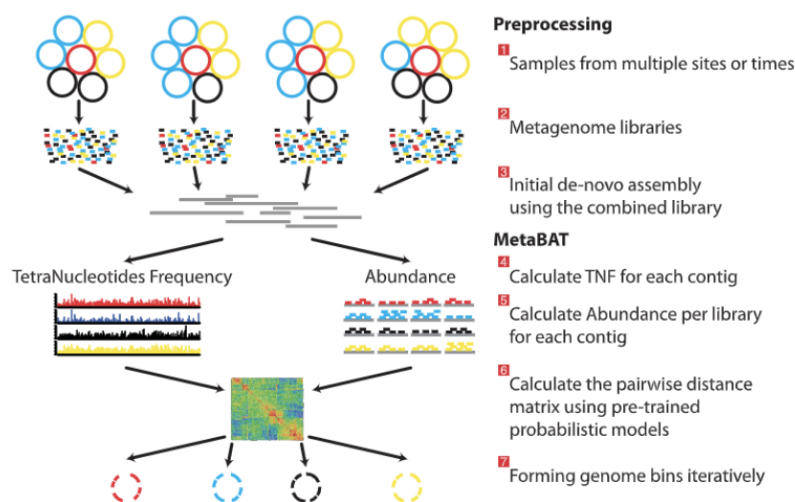 Preprocessing
1 Samples from multiple sites or times
2 Metagenome libraries
3 Initial de-novo assembly
using the combined library
MetaBAT
TetraNucleotides Frequency
Abundance
4 Calculate TNF for each contig
5 Calculate Abundance per library
for each contig
6 Calculate the pairwise distance
matrix using pre-trained
probabilistic models
7 Forming genome bins iteratively